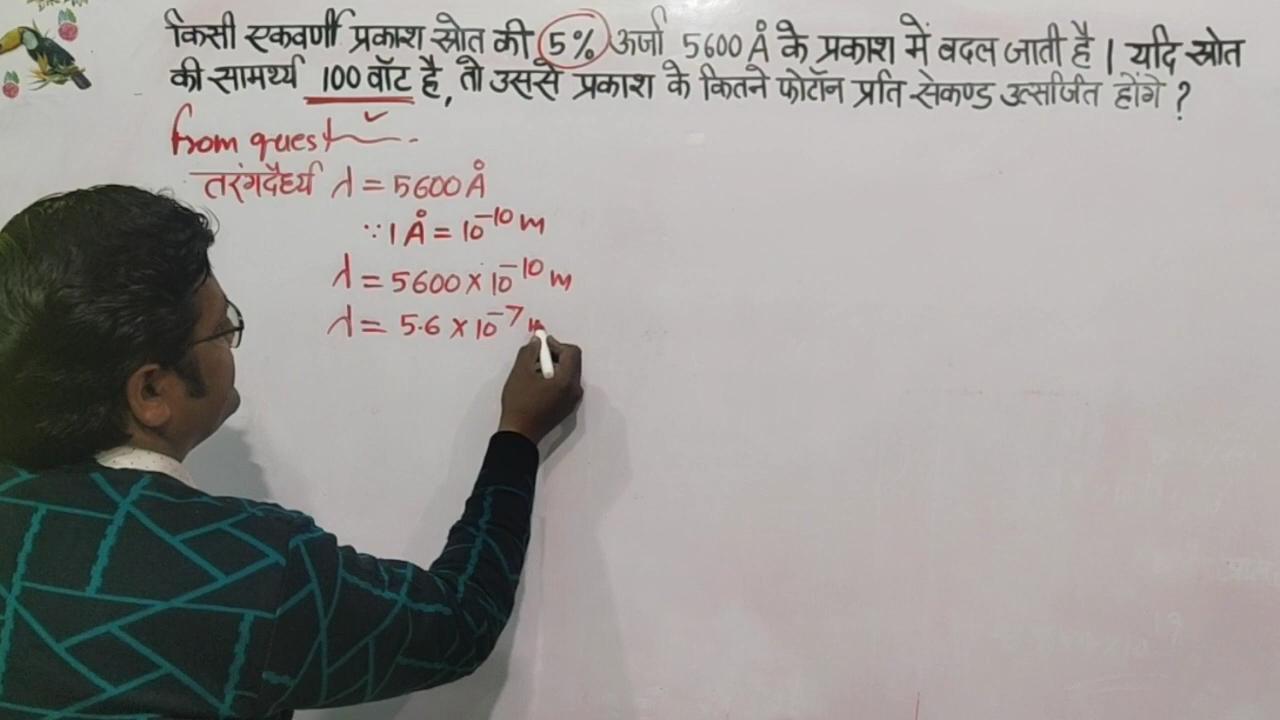 किसी एकवर्णी प्रकाश स्रोत की 5% ऊर्जा 5600 Å के प्रकाश में बदल जाती है । यदि स्रोत
की सामर्थ्य 100 वॉट है, तो उससे प्रकाश के कितने फोटॉन प्रति सेकण्ड उत्सर्जित होंगे ?
from quest
तरंगदैर्ध्य λ = 5600 Å
∵ 1 Å = 10⁻¹⁰ m
λ = 5600 × 10⁻¹⁰ m
λ = 5.6 × 10⁻⁷